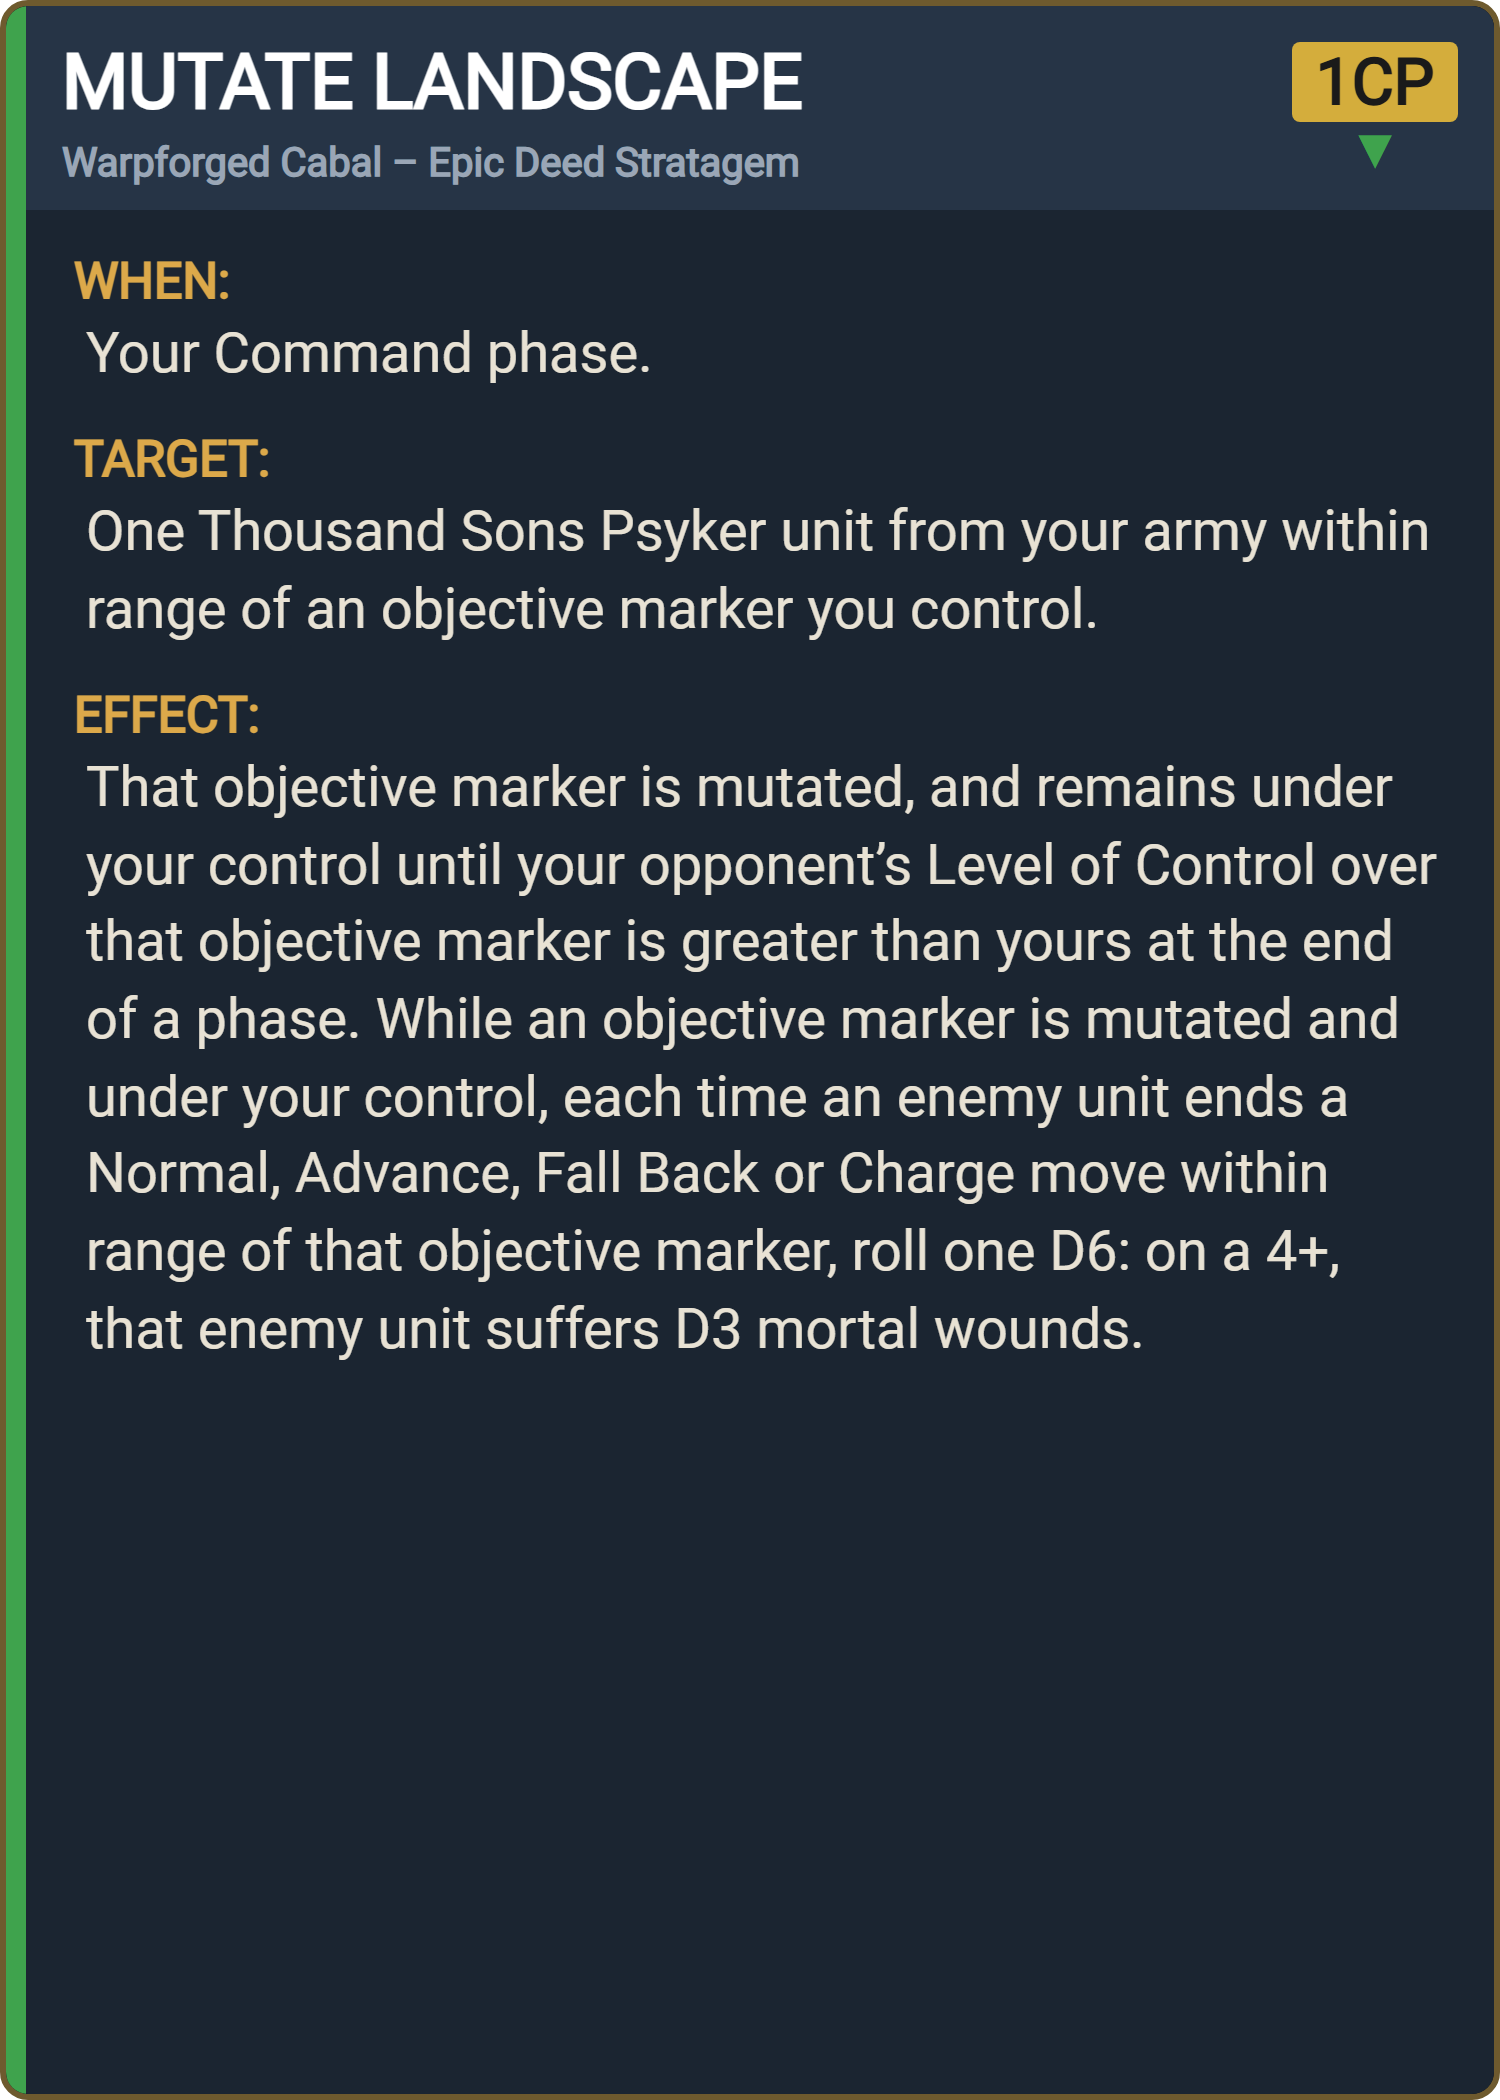 MUTATE LANDSCAPE
1CP
Warpforged Cabal – Epic Deed Stratagem
WHEN:
Your Command phase.
TARGET:
One Thousand Sons Psyker unit from your army within
range of an objective marker you control.
EFFECT:
That objective marker is mutated, and remains under
your control until your opponent’s Level of Control over
that objective marker is greater than yours at the end
of a phase. While an objective marker is mutated and
under your control, each time an enemy unit ends a
Normal, Advance, Fall Back or Charge move within
range of that objective marker, roll one D6: on a 4+,
that enemy unit suffers D3 mortal wounds.